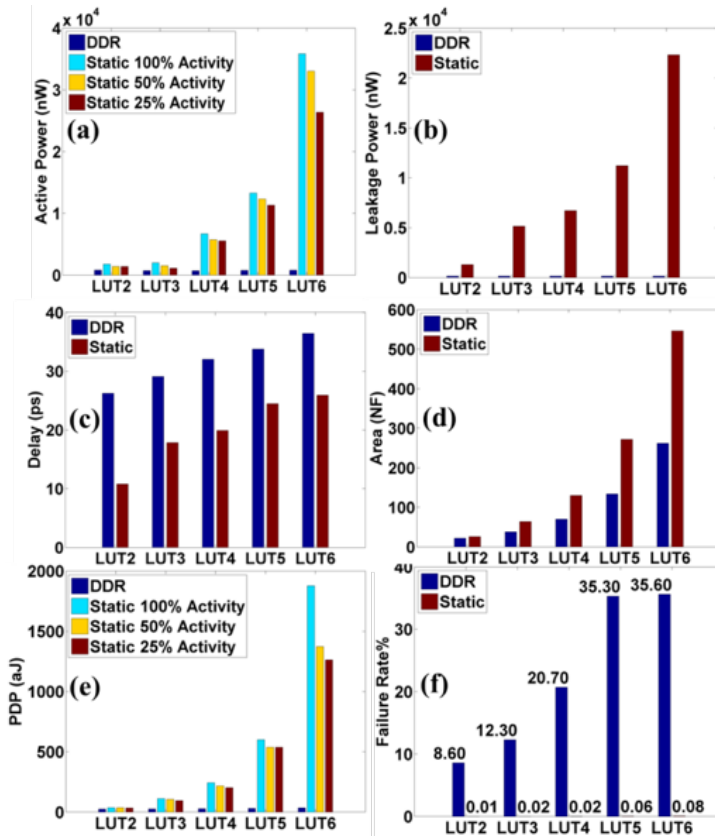 x 10⁴
4
3
2
1
0
Active Power (nW)
DDR
Static 100% Activity
Static 50% Activity
Static 25% Activity
(a)
LUT2 LUT3 LUT4 LUT5 LUT6
x 10⁴
2.5
2
1.5
1
0.5
0
Leakage Power (nW)
DDR
Static
(b)
LUT2 LUT3 LUT4 LUT5 LUT6
40
30
20
10
0
Delay (ps)
DDR
Static
(c)
LUT2 LUT3 LUT4 LUT5 LUT6
600
500
400
300
200
100
0
Area (NF)
DDR
Static
(d)
LUT2 LUT3 LUT4 LUT5 LUT6
2000
1500
1000
500
0
PDP (aJ)
DDR
Static 100% Activity
Static 50% Activity
Static 25% Activity
(e)
LUT2 LUT3 LUT4 LUT5 LUT6
40
30
20
10
0
Failure Rate%
DDR
Static
(f)
35.30 35.60
20.70
12.30
8.60
0.01 0.02 0.02 0.06 0.08
LUT2 LUT3 LUT4 LUT5 LUT6